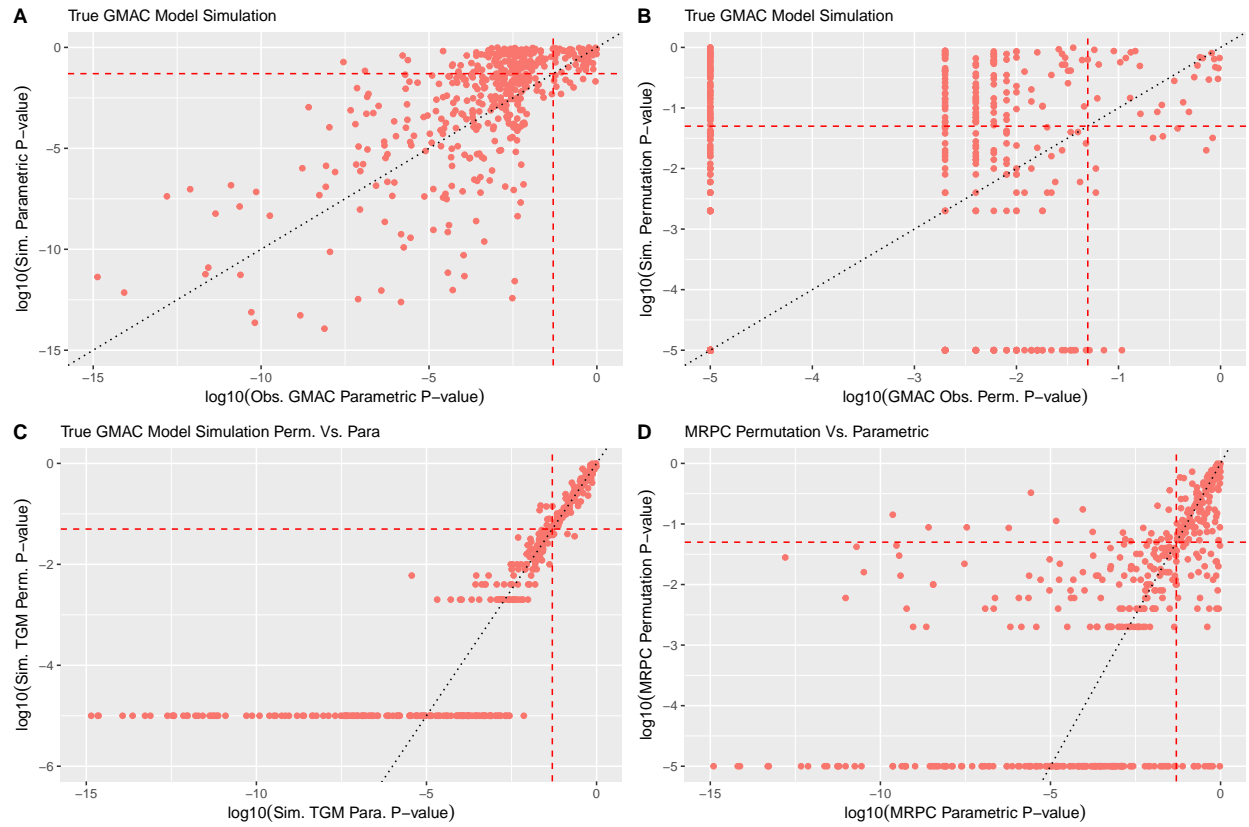 A
True GMAC Model Simulation
log10(Sim. Parametric P−value)
0
−5
−10
−15
−15
−10
−5
0
log10(Obs. GMAC Parametric P−value)
B
True GMAC Model Simulation
log10(Sim. Permutation P−value)
0
−1
−2
−3
−4
−5
−5
−4
−3
−2
−1
0
log10(GMAC Obs. Perm. P−value)
C
True GMAC Model Simulation Perm. Vs. Para
log10(Sim. TGM Perm. P−value)
0
−2
−4
−6
−15
−10
−5
0
log10(Sim. TGM Para. P−value)
D
MRPC Permutation Vs. Parametric
log10(MRPC Permutation P−value)
0
−1
−2
−3
−4
−5
−15
−10
−5
0
log10(MRPC Parametric P−value)